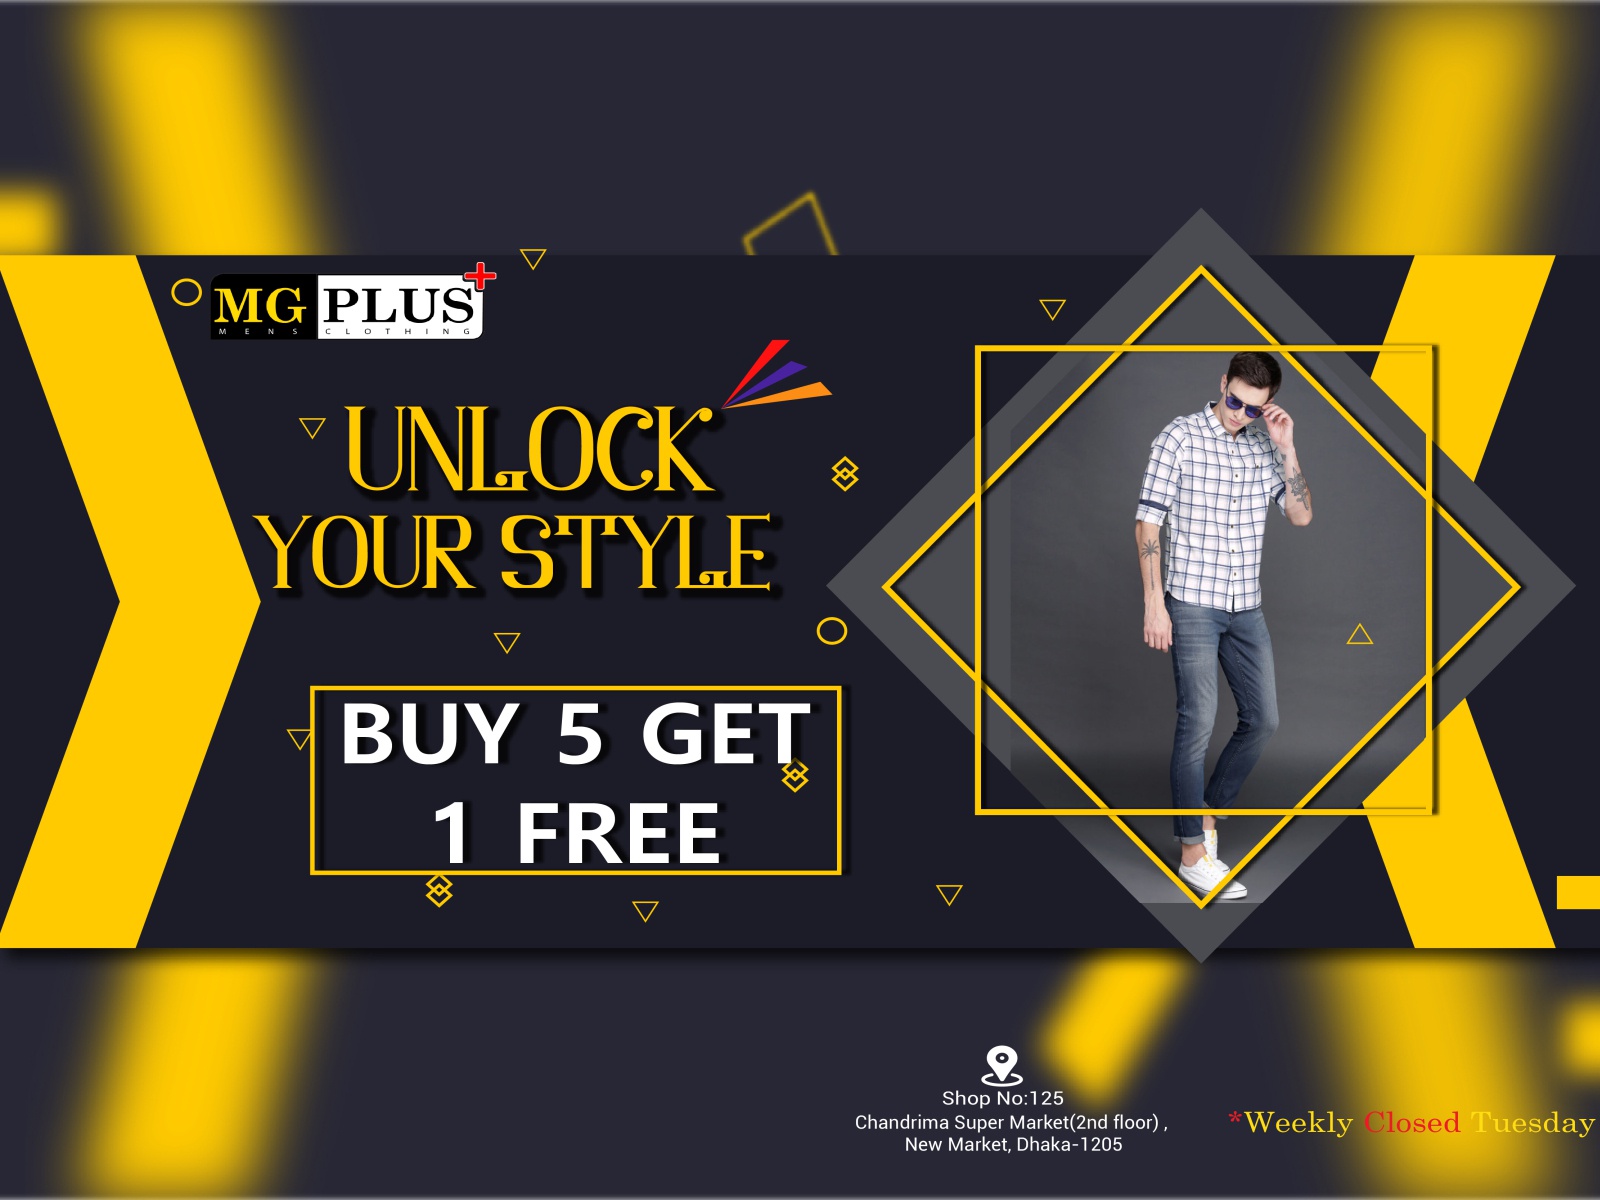 MG PLUS
MENS CLOTHING
UNLOCK
YOUR STYLE
BUY 5 GET
1 FREE
Shop No:125
Chandrima Super Market(2nd floor) ,
New Market, Dhaka-1205
*Weekly Closed Tuesday